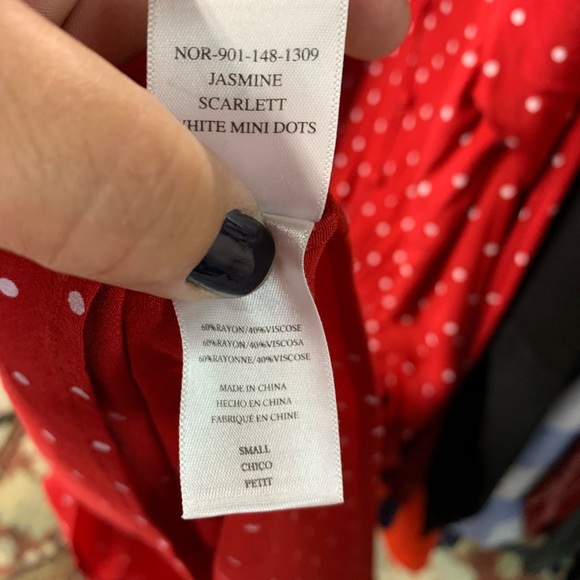 NOR-901-148-1309
JASMINE
SCARLETT
WHITE MINI DOTS
60%RAYON/40%VISCOSE
60%RAYON/40%VISCOSA
60%RAYONNE/40%VISCOSE
MADE IN CHINA
HECHO EN CHINA
FABRIQUÉ EN CHINE
SMALL
CHICO
PETIT